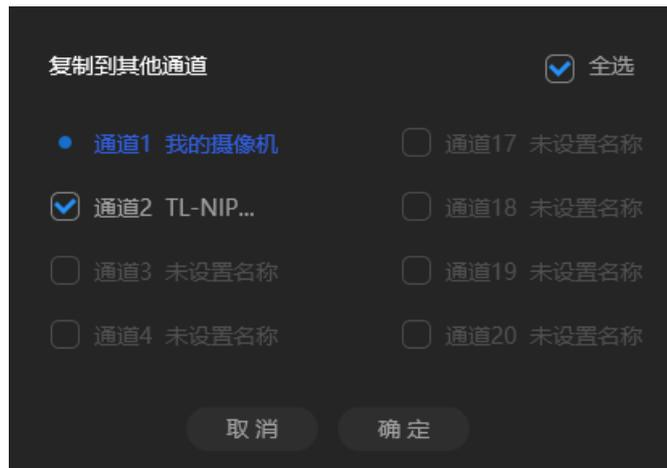 复制到其他通道 全选
通道1 我的摄像机 通道17 未设置名称
通道2 TL-NIP... 通道18 未设置名称
通道3 未设置名称 通道19 未设置名称
通道4 未设置名称 通道20 未设置名称
取消 确定